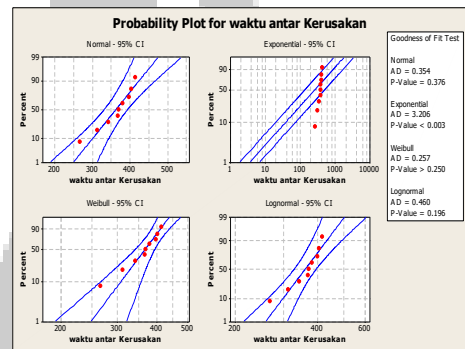 Probability Plot for waktu antar Kerusakan
Normal - 95% CI
Exponential - 95% CI
99
90
50
10
1
Percent
200 300 400 500
waktu antar Kerusakan
90
50
10
1
Percent
1 10 100 1000 10000
waktu antar Kerusakan
Weibull - 95% CI
Lognormal - 95% CI
99
90
50
10
1
Percent
200 300 400 500
waktu antar Kerusakan
99
90
50
10
1
Percent
200 400 600
waktu antar Kerusakan
Goodness of Fit Test
Normal
AD = 0.354
P-Value = 0.376
Exponential
AD = 3.206
P-Value < 0.003
Weibull
AD = 0.257
P-Value > 0.250
Lognormal
AD = 0.460
P-Value = 0.196